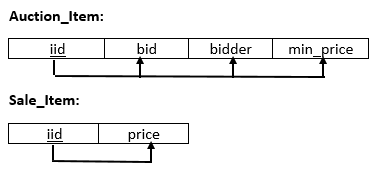 Auction_Item:
iid bid bidder min_price
Sale_Item:
iid price